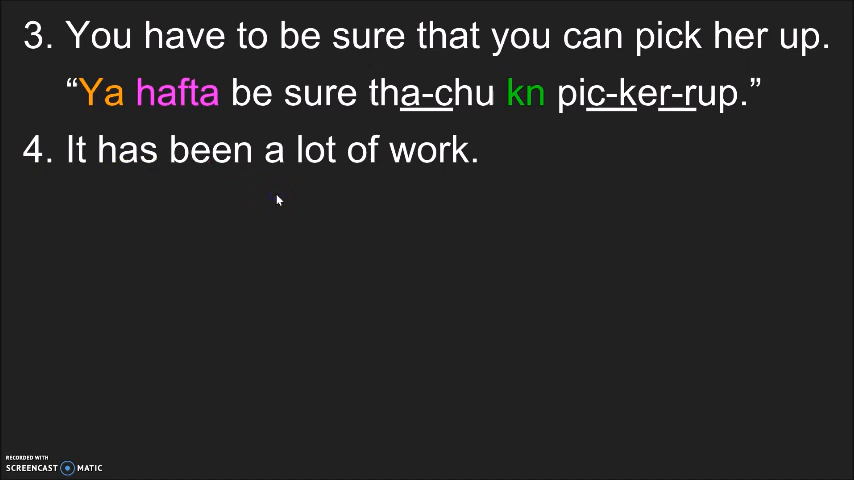 3. You have to be sure that you can pick her up.
“Ya hafta be sure tha-chu kn pic-ker-rup.”
4. It has been a lot of work.
RECORDED WITH
SCREENCAST MATIC